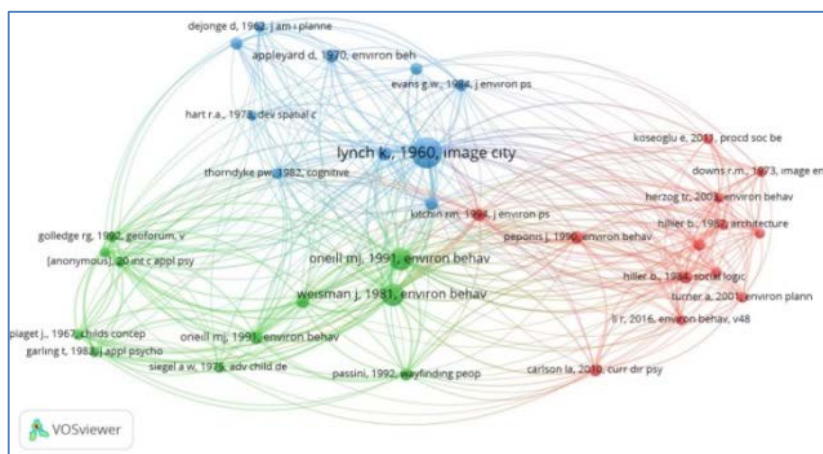 dejonge d, 1962, j am i planne
appleyard d, 1970, environ beh
evans g.w., 1984, j environ ps
hart r.a., 1973, dev spatial c
koseoglu e, 2011, procd soc be
lynch k., 1960, image city
downs r.m., 1973, image en
thorndyke pw, 1982, cognitive
herzog tr, 2003, environ behav
kitchin rm, 1994, j environ ps
hillier b., 1987, architecture
golledge rg, 1992, geoforum, v
peponis j, 1990, environ behav
oneill mj, 1991, environ behav
[anonymous], 20 int c appl psy
hiller b., 1984, social logic
weisman j, 1981, environ behav
turner a, 2001, environ plann
li r, 2016, environ behav, v48
piaget j., 1967, childs concep
oneill mj, 1991, environ behav
garling t, 1983, j appl psycho
siegel a w, 1975, adv child de
passini, 1992, wayfinding peop
carlson la, 2010, curr dir psy
VOSviewer